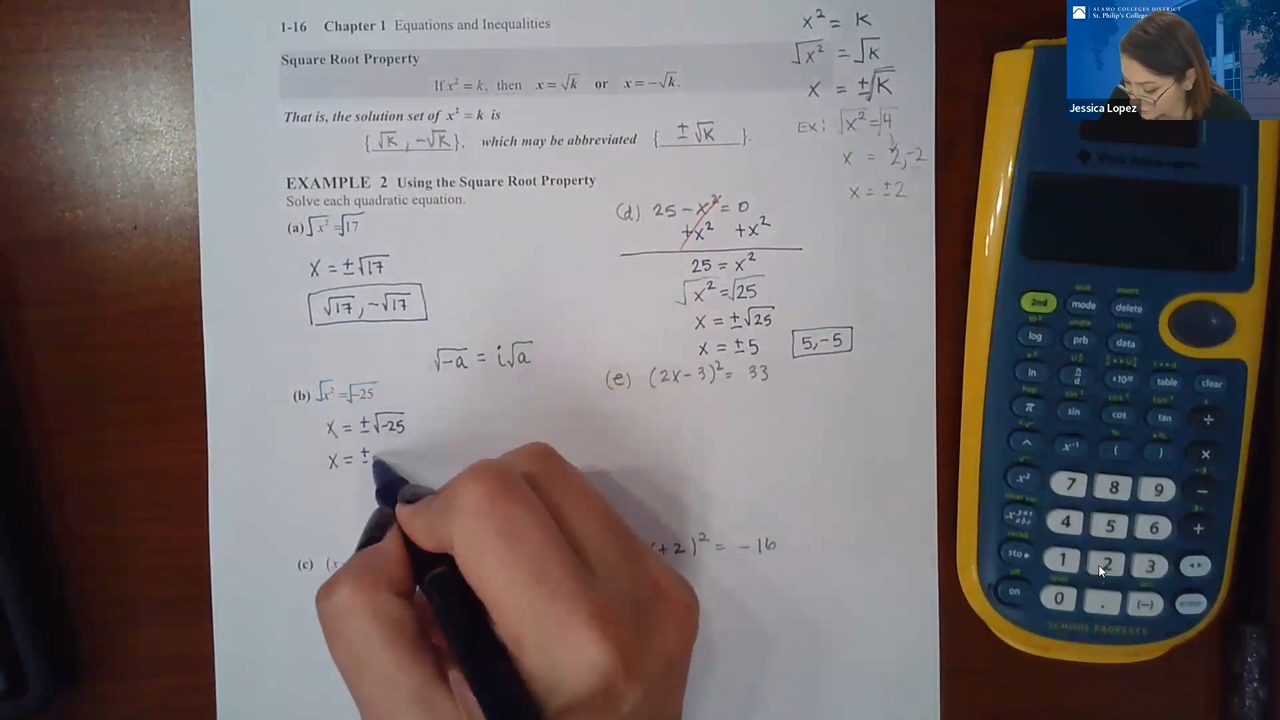 1-16 Chapter 1 Equations and Inequalities
Square Root Property
If x² = k, then x = √k or x = −√k.
That is, the solution set of x² = k is
{√K, −√K}, which may be abbreviated {± √K}.
x² = K
√x² = √K
x = ±√K
Ex: √x² = √4
x = 2, −2
x = ±2
EXAMPLE 2 Using the Square Root Property
Solve each quadratic equation.
(a) √x² = √17
x = ±√17
√17, −√17
√−a = i√a
(b) √x² = √−25
x = ±√−25
x = ±
(c) (x
(d) 25 − x² = 0
+x² +x²
25 = x²
√x² = √25
x = ±√25
x = ±5
5, −5
(e) (2x − 3)² = 33
+ 2)² = −16
ALAMO COLLEGES DISTRICT
St. Philip's College
Jessica Lopez
2nd mode delete
log prb data
ln n/d table clear
π sin cos tan ÷
^ x⁻¹ ( ) ×
x² 7 8 9 −
4 5 6 +
sto▸ 1 2 3
on 0 . (−) enter
SCHOOL PROPERTY